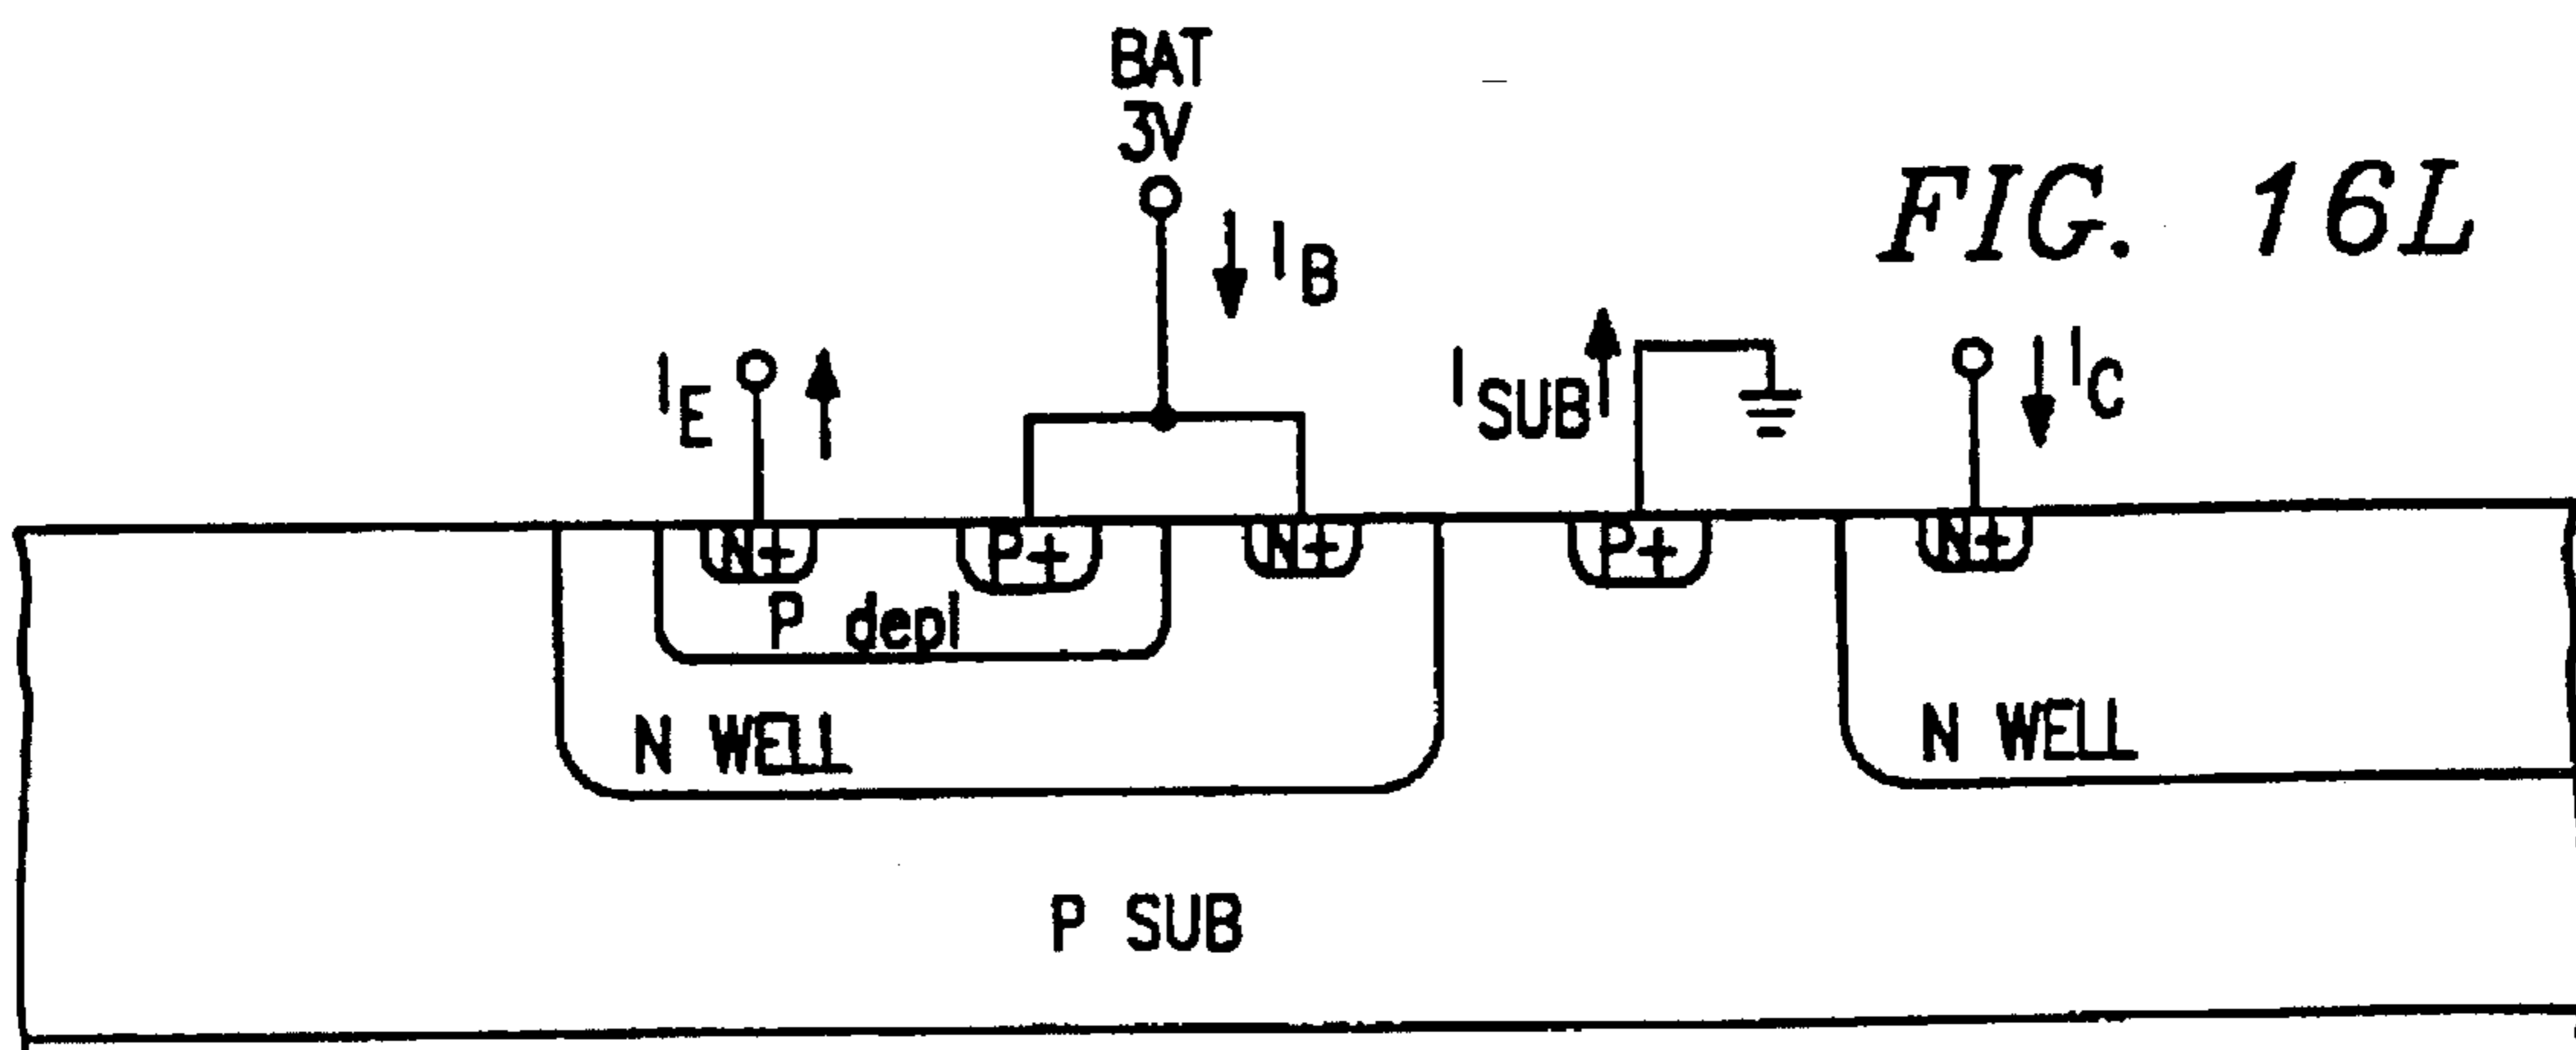 BAT
3V
I_B
FIG. 16L
I_E
I_SUB
I_C
N+
P+
N+
P+
N+
P depl
N WELL
N WELL
P SUB